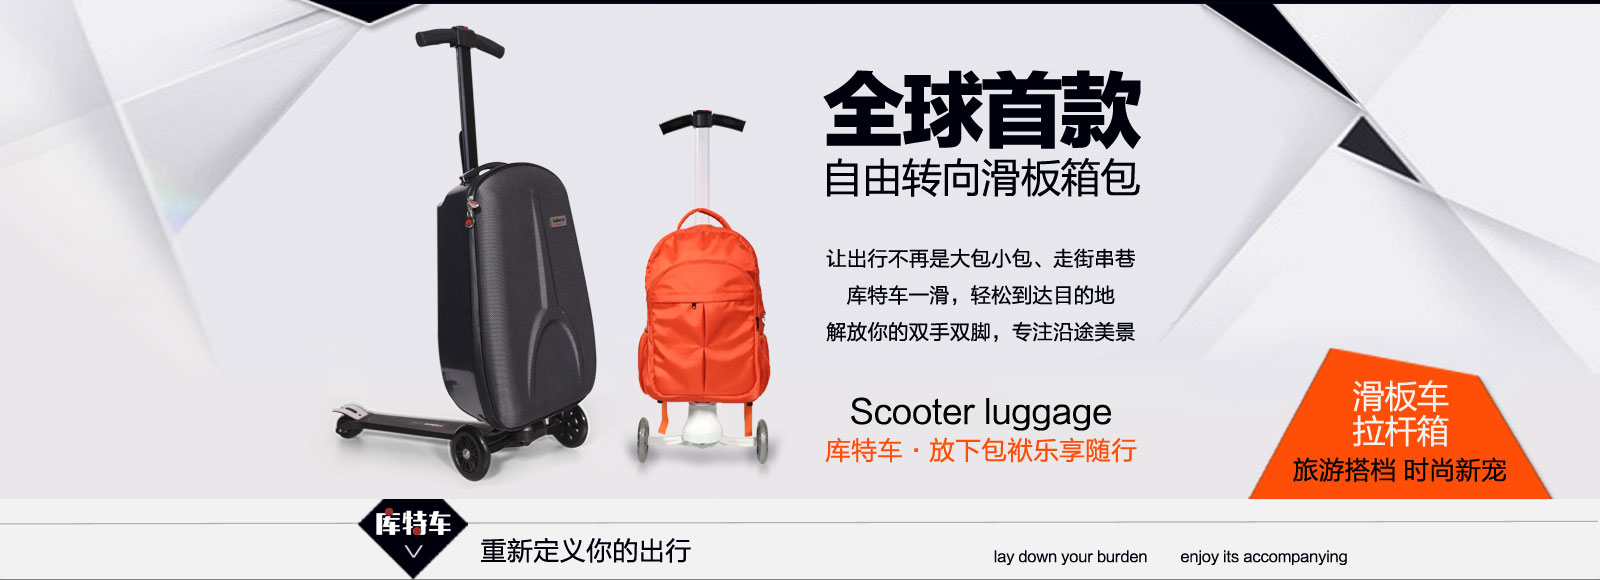 全球首款
自由转向滑板箱包
让出行不再是大包小包、走街串巷
库特车一滑，轻松到达目的地
解放你的双手双脚，专注沿途美景
Scooter luggage
库特车·放下包袱乐享随行
滑板车
拉杆箱
旅游搭档 时尚新宠
库特车
重新定义你的出行
lay down your burden
enjoy its accompanying